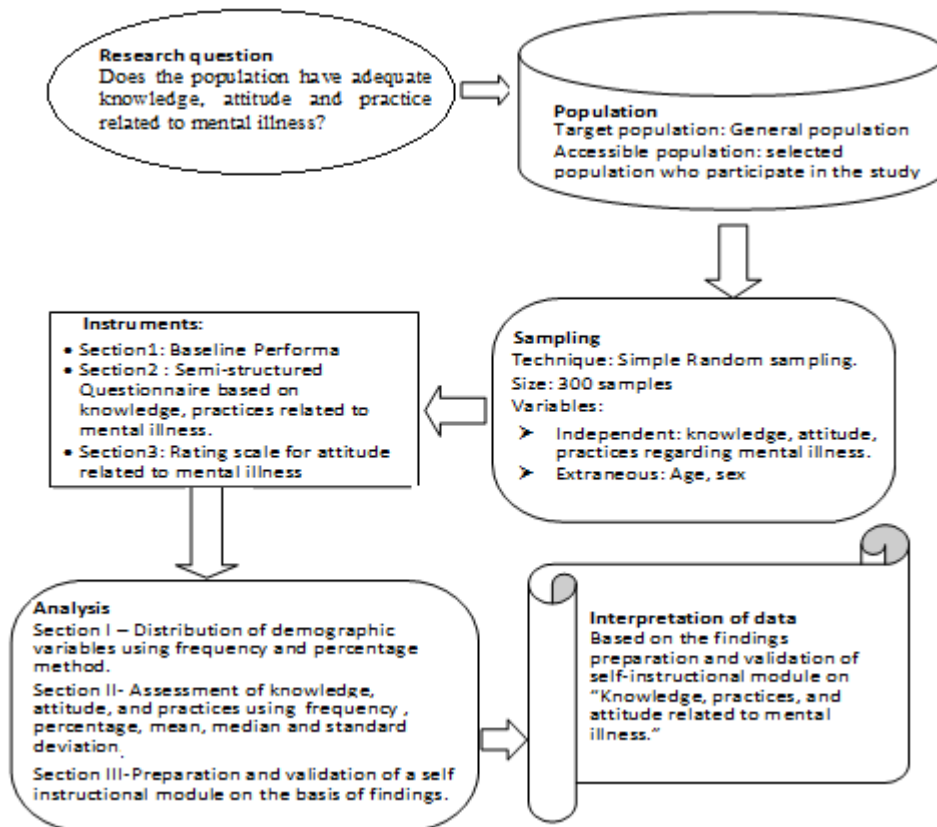 Research question
Does the population have adequate
knowledge, attitude and practice
related to mental illness?
Population
Target population: General population
Accessible population: selected
population who participate in the study
Sampling
Technique: Simple Random sampling.
Size: 300 samples
Variables:
➤ Independent: knowledge, attitude,
practices regarding mental illness.
➤ Extraneous: Age, sex
Instruments:
• Section1: Baseline Performa
• Section2 : Semi-structured
Questionnaire based on
knowledge, practices related to
mental illness.
• Section3: Rating scale for attitude
related to mental illness
Analysis
Section I – Distribution of demographic
variables using frequency and percentage
method.
Section II- Assessment of knowledge,
attitude, and practices using frequency ,
percentage, mean, median and standard
deviation.
Section III-Preparation and validation of a self
instructional module on the basis of findings.
Interpretation of data
Based on the findings
preparation and validation of
self-instructional module on
“Knowledge, practices, and
attitude related to mental
illness.”